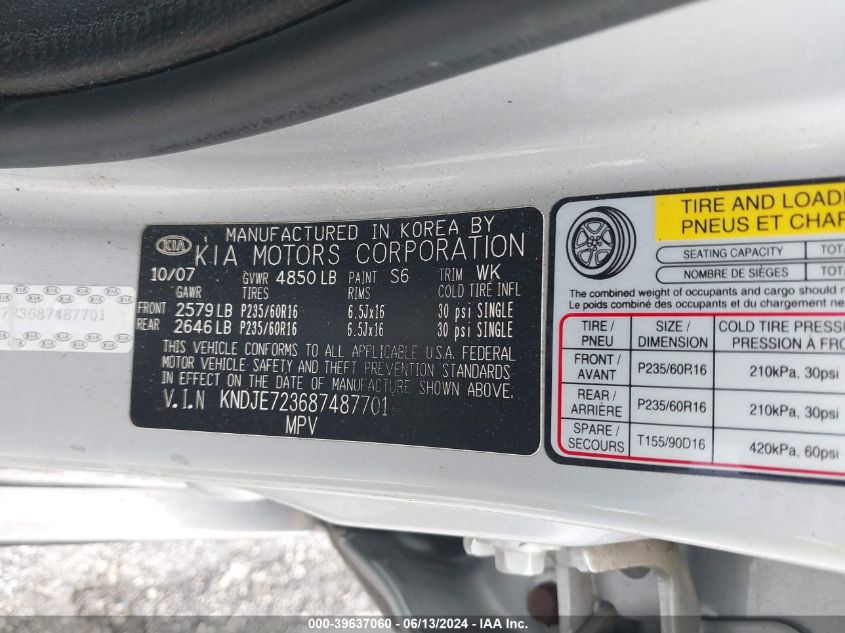 KIA
MANUFACTURED IN KOREA BY
KIA MOTORS CORPORATION
10/07 GVWR 4850 LB PAINT S6 TRIM WK
GAWR TIRES RIMS COLD TIRE INFL
FRONT 2579 LB P235/60R16 6.5Jx16 30 psi SINGLE
REAR 2646 LB P235/60R16 6.5Jx16 30 psi SINGLE
THIS VEHICLE CONFORMS TO ALL APPLICABLE U.S.A. FEDERAL
MOTOR VEHICLE SAFETY AND THEFT PREVENTION STANDARDS
IN EFFECT ON THE DATE OF MANUFACTURE SHOWN ABOVE.
V.I.N KNDJE723687487701
MPV
723687487701
TIRE AND LOADI
PNEUS ET CHAR
SEATING CAPACITY TOTA
NOMBRE DE SIÈGES TOTA
The combined weight of occupants and cargo should nev
Le poids combiné des occupants et du chargement ne
TIRE / PNEU SIZE / DIMENSION COLD TIRE PRESS
PRESSION À FRO
FRONT / AVANT P235/60R16 210kPa, 30psi
REAR / ARRIÈRE P235/60R16 210kPa, 30psi
SPARE / SECOURS T155/90D16 420kPa, 60psi
000-39637060 - 06/13/2024 - IAA Inc.